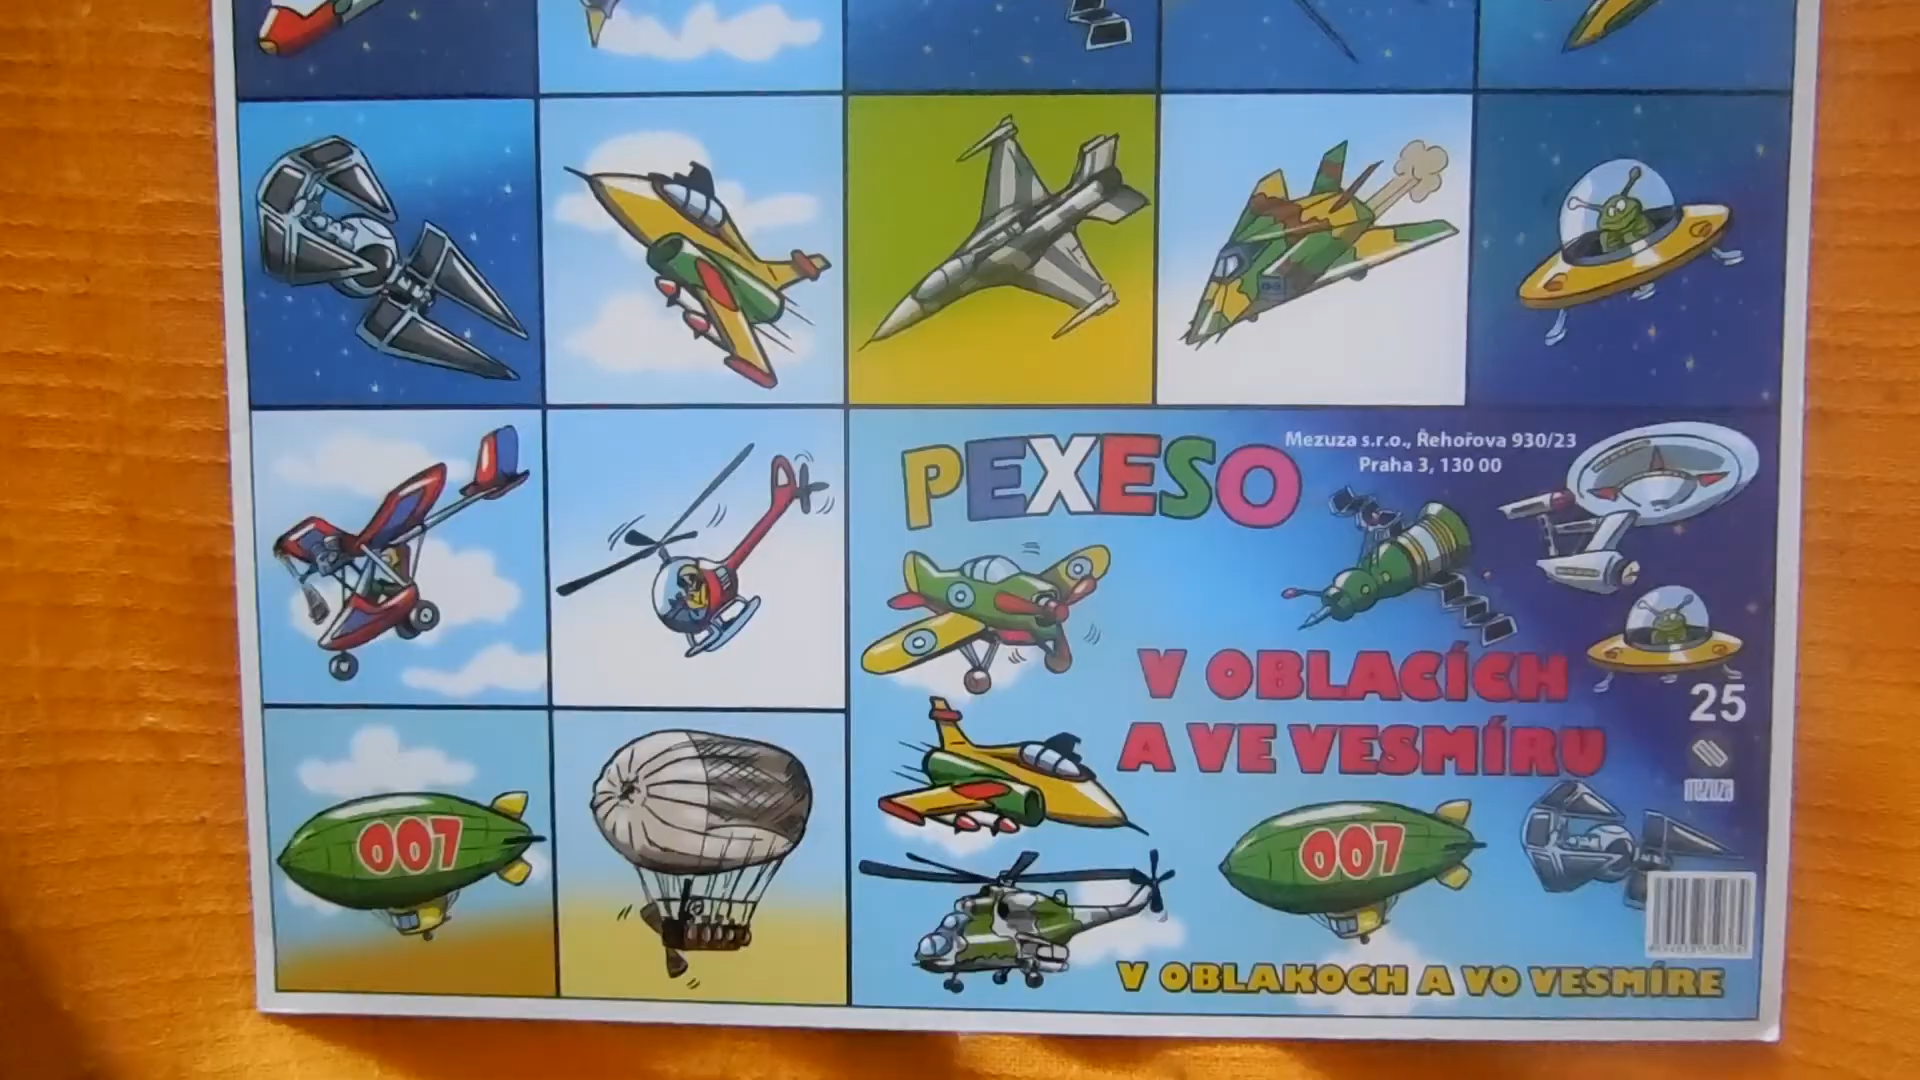 PEXESO
Mezuza s.r.o., Řehořova 930/23
Praha 3, 130 00
V OBLACÍCH
A VE VESMÍRU
25
007
007
V OBLAKOCH A VO VESMÍRE